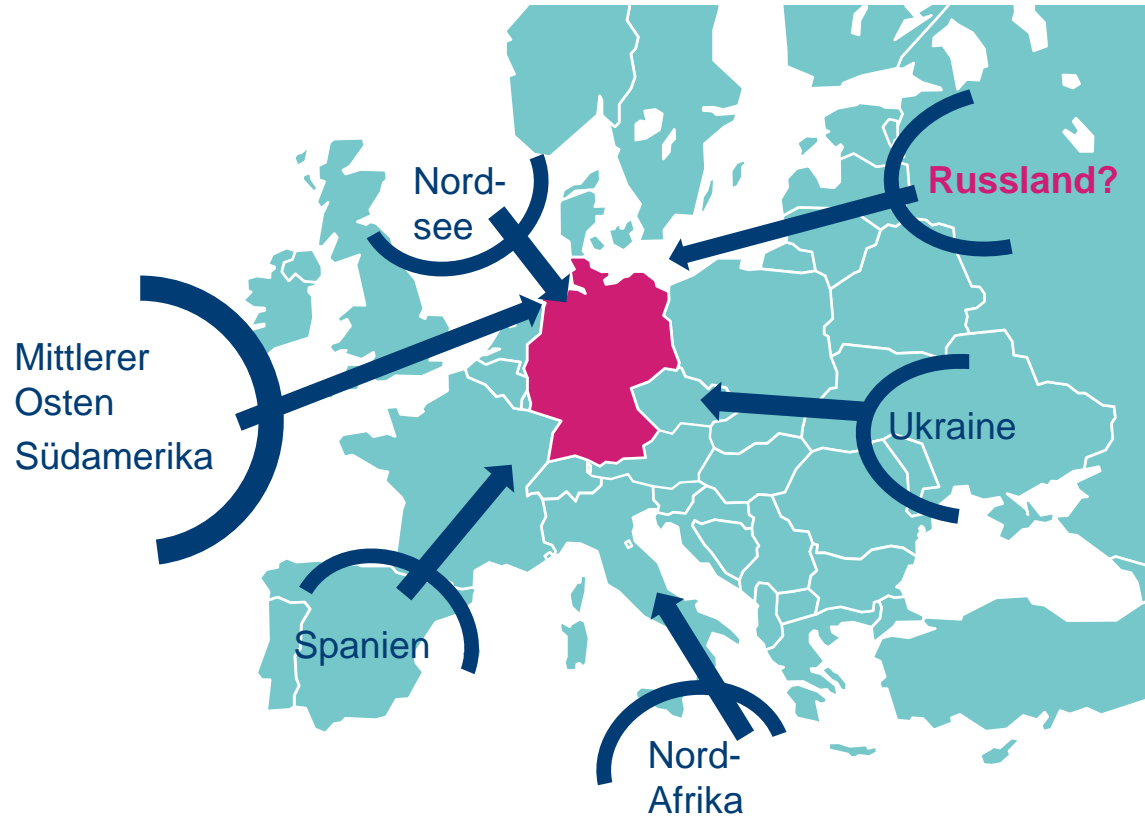 Nord-
see
Russland?
Mittlerer
Osten
Südamerika
Ukraine
Spanien
Nord-
Afrika